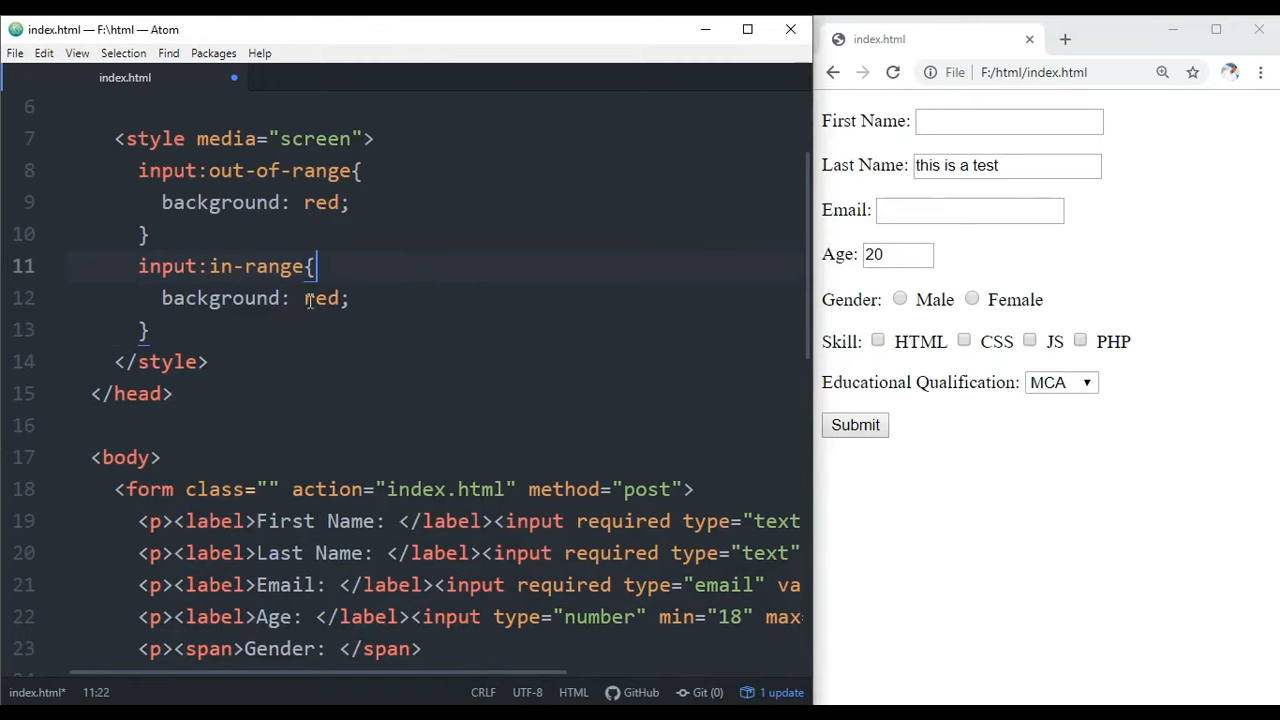 index.html — F:\html — Atom
File Edit View Selection Find Packages Help
index.html
6
7 <style media="screen">
8 input:out-of-range{
9 background: red;
10 }
11 input:in-range{
12 background: red;
13 }
14 </style>
15 </head>
16
17 <body>
18 <form class="" action="index.html" method="post">
19 <p><label>First Name: </label><input required type="text
20 <p><label>Last Name: </label><input required type="text"
21 <p><label>Email: </label><input required type="email" va
22 <p><label>Age: </label><input type="number" min="18" max=
23 <p><span>Gender: </span>
index.html* 11:22 CRLF UTF-8 HTML GitHub Git (0) 1 update
index.html
File F:/html/index.html
First Name:
Last Name: this is a test
Email:
Age: 20
Gender: Male Female
Skill: HTML CSS JS PHP
Educational Qualification: MCA
Submit